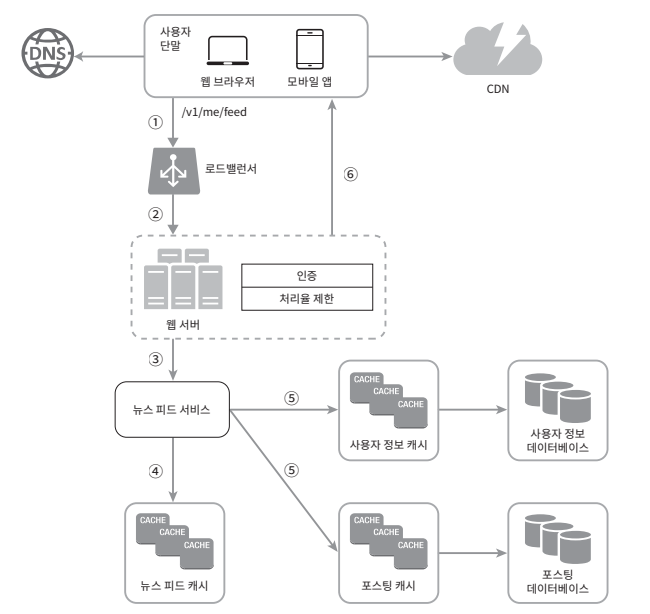 사용자
단말
DNS
웹 브라우저
모바일 앱
CDN
①
/v1/me/feed
로드밸런서
⑥
②
인증
처리율 제한
웹 서버
③
뉴스 피드 서비스
⑤
CACHE
CACHE
CACHE
사용자 정보 캐시
사용자 정보
데이터베이스
④
⑤
CACHE
CACHE
CACHE
뉴스 피드 캐시
CACHE
CACHE
CACHE
포스팅 캐시
포스팅
데이터베이스